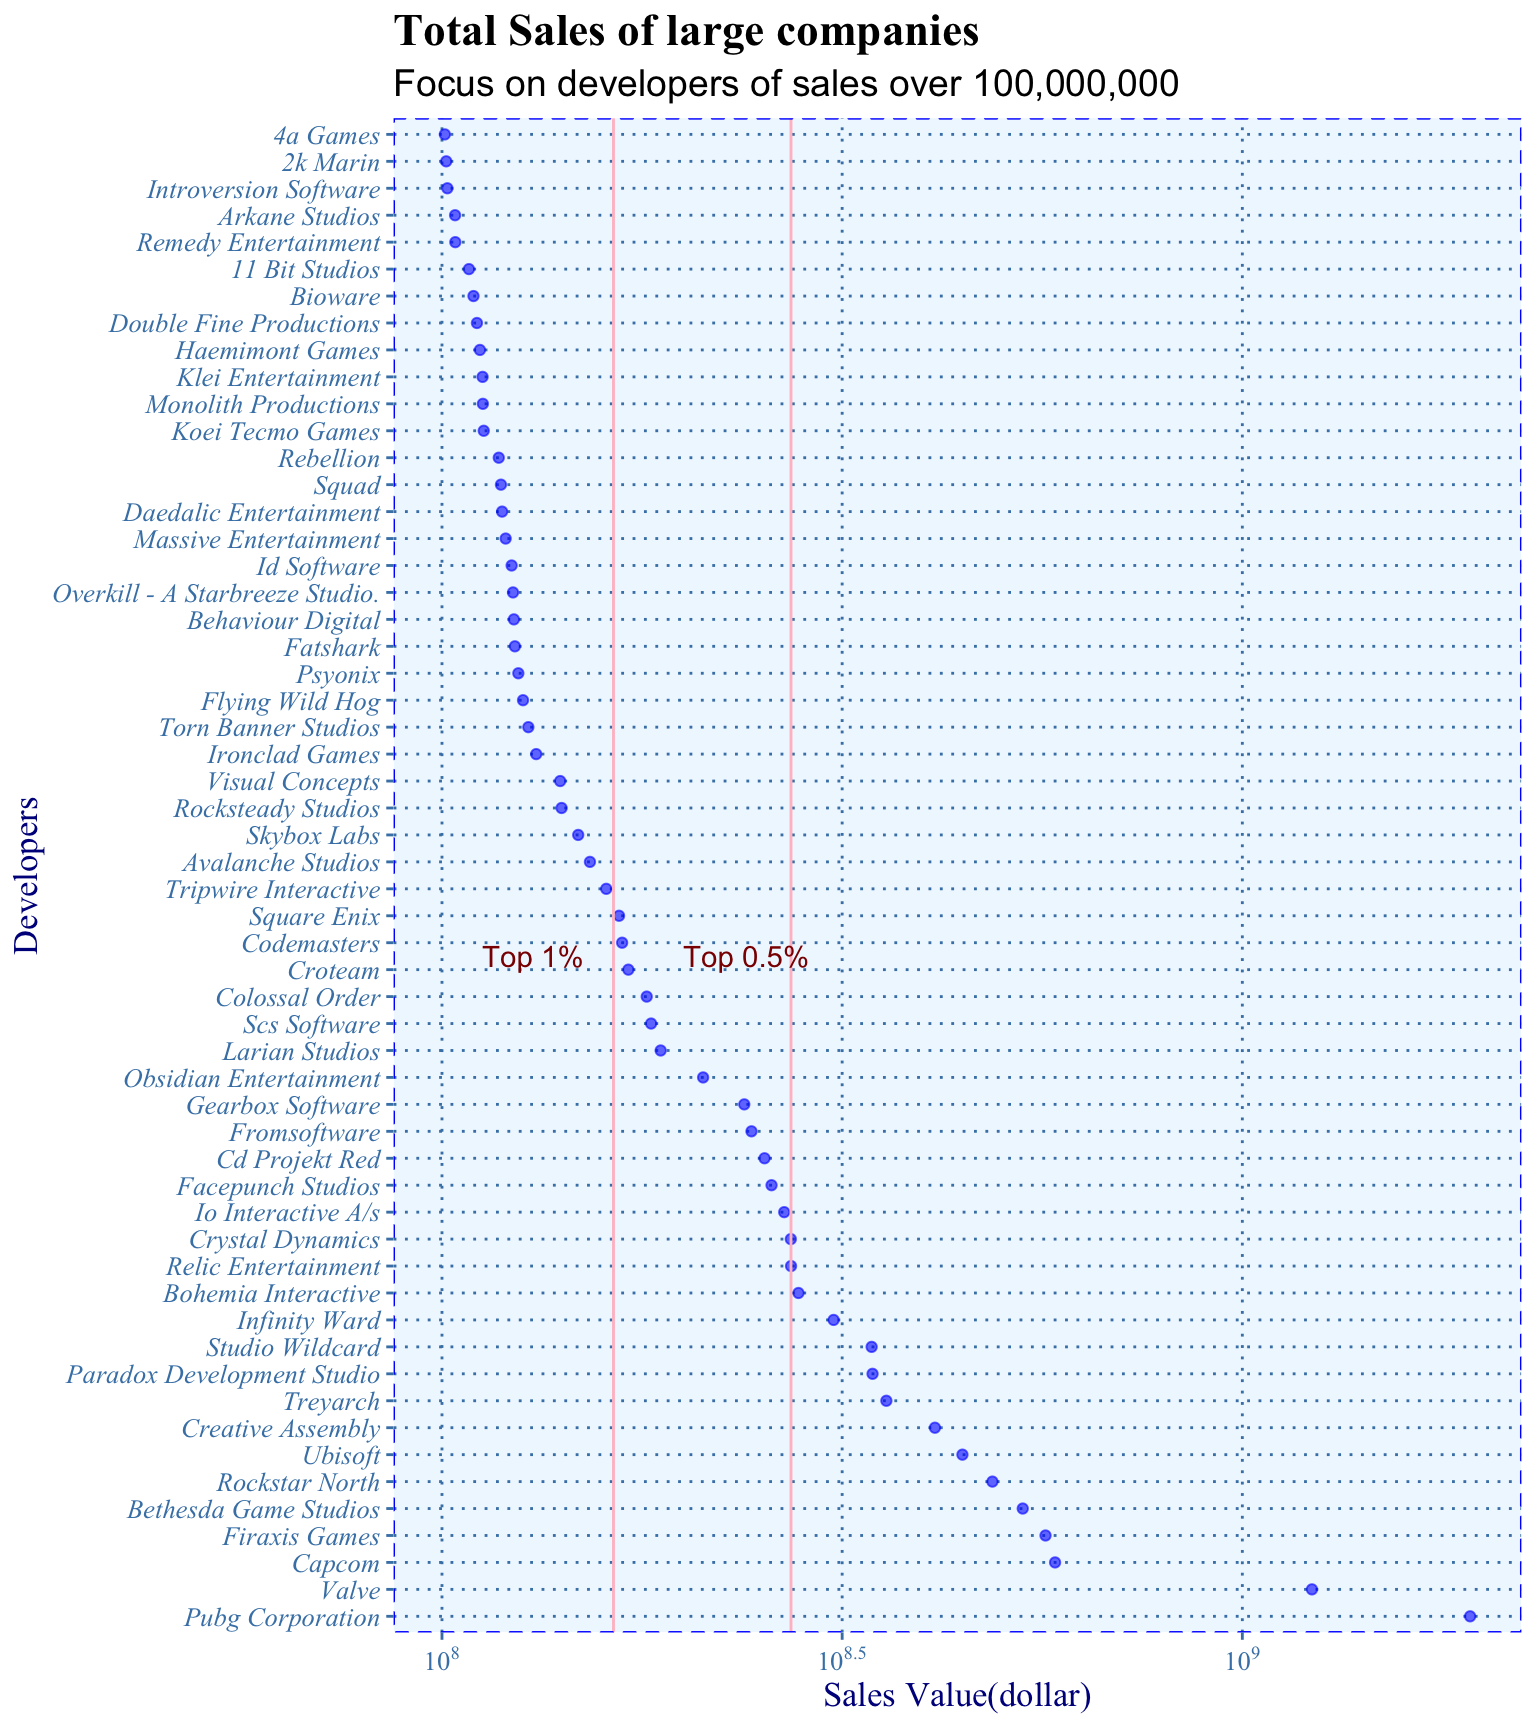 Total Sales of large companies
Focus on developers of sales over 100,000,000
4a Games
2k Marin
Introversion Software
Arkane Studios
Remedy Entertainment
11 Bit Studios
Bioware
Double Fine Productions
Haemimont Games
Klei Entertainment
Monolith Productions
Koei Tecmo Games
Rebellion
Squad
Daedalic Entertainment
Massive Entertainment
Id Software
Overkill - A Starbreeze Studio.
Behaviour Digital
Fatshark
Psyonix
Flying Wild Hog
Torn Banner Studios
Ironclad Games
Visual Concepts
Rocksteady Studios
Skybox Labs
Avalanche Studios
Tripwire Interactive
Square Enix
Codemasters
Croteam
Colossal Order
Scs Software
Larian Studios
Obsidian Entertainment
Gearbox Software
Fromsoftware
Cd Projekt Red
Facepunch Studios
Io Interactive A/s
Crystal Dynamics
Relic Entertainment
Bohemia Interactive
Infinity Ward
Studio Wildcard
Paradox Development Studio
Treyarch
Creative Assembly
Ubisoft
Rockstar North
Bethesda Game Studios
Firaxis Games
Capcom
Valve
Pubg Corporation
Developers
Top 1% Top 0.5%
10^8 10^8.5 10^9
Sales Value(dollar)